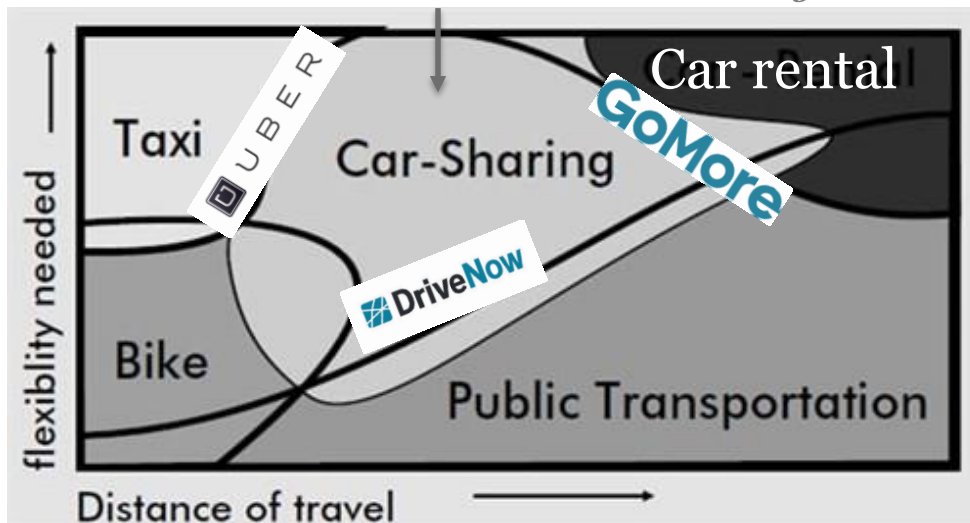 Car rental
UBER
Taxi
GoMore
Car-Sharing
DriveNow
Bike
Public Transportation
flexiblity needed
Distance of travel